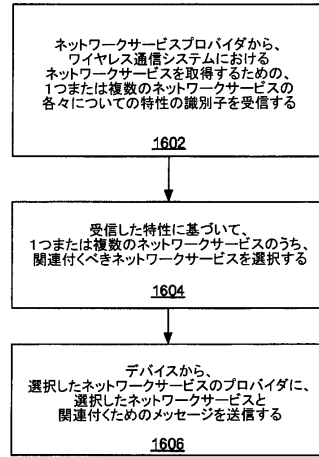 ネットワークサービスプロバイダから、
ワイヤレス通信システムにおける
ネットワークサービスを取得するための、
1つまたは複数のネットワークサービスの
各々についての特性の識別子を受信する
1602
受信した特性に基づいて、
1つまたは複数のネットワークサービスのうち、
関連付くべきネットワークサービスを選択する
1604
デバイスから、
選択したネットワークサービスのプロバイダに、
選択したネットワークサービスと
関連付くためのメッセージを送信する
1606